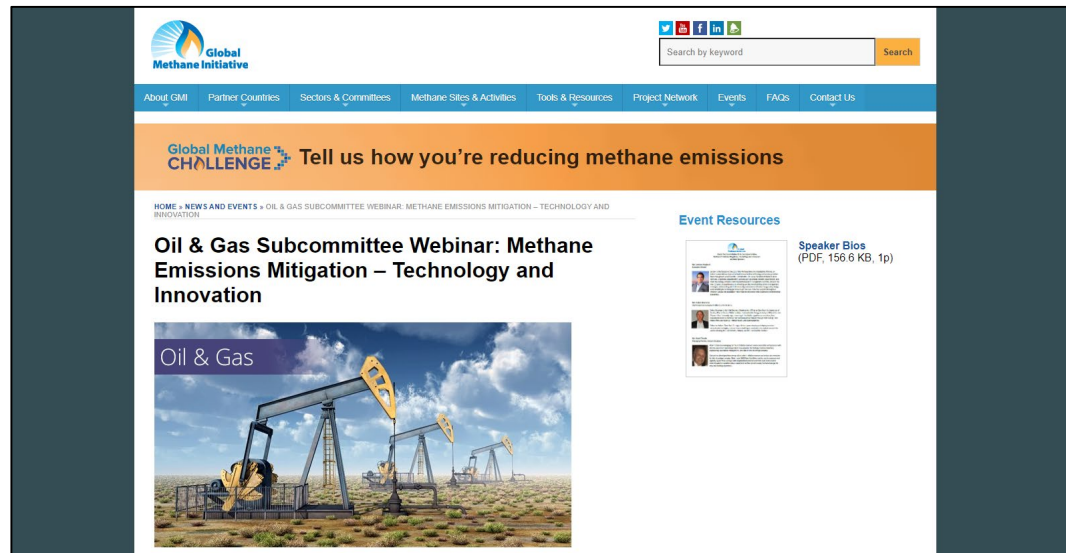 Global
Methane Initiative
Search by keyword
Search
About GMI
Partner Countries
Sectors & Committees
Methane Sites & Activities
Tools & Resources
Project Network
Events
FAQs
Contact Us
Global Methane
CHALLENGE
Tell us how you're reducing methane emissions
HOME » NEWS AND EVENTS » OIL & GAS SUBCOMMITTEE WEBINAR: METHANE EMISSIONS MITIGATION – TECHNOLOGY AND
INNOVATION
Oil & Gas Subcommittee Webinar: Methane
Emissions Mitigation – Technology and
Innovation
Oil & Gas
Event Resources
Speaker Bios
(PDF, 156.6 KB, 1p)